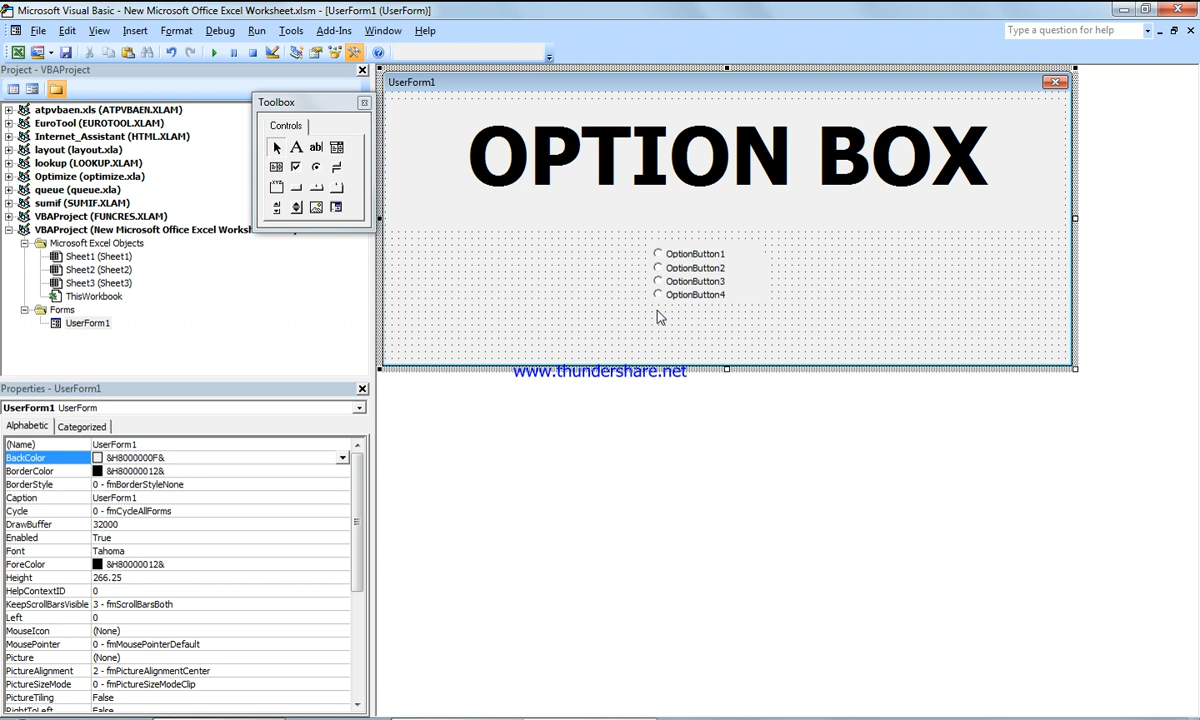 Microsoft Visual Basic - New Microsoft Office Excel Worksheet.xlsm - [UserForm1 (UserForm)]
File Edit View Insert Format Debug Run Tools Add-Ins Window Help
Type a question for help
Project - VBAProject
atpvbaen.xls (ATPVBAEN.XLAM)
EuroTool (EUROTOOL.XLAM)
Internet_Assistant (HTML.XLAM)
layout (layout.xla)
lookup (LOOKUP.XLAM)
Optimize (optimize.xla)
queue (queue.xla)
sumif (SUMIF.XLAM)
VBAProject (FUNCRES.XLAM)
VBAProject (New Microsoft Office Excel Worksh
Microsoft Excel Objects
Sheet1 (Sheet1)
Sheet2 (Sheet2)
Sheet3 (Sheet3)
ThisWorkbook
Forms
UserForm1
Toolbox
Controls
A
ab
XYZ
UserForm1
OPTION BOX
OptionButton1
OptionButton2
OptionButton3
OptionButton4
www.thundershare.net
Properties - UserForm1
UserForm1 UserForm
Alphabetic Categorized
(Name) UserForm1
BackColor &H8000000F&
BorderColor &H80000012&
BorderStyle 0 - fmBorderStyleNone
Caption UserForm1
Cycle 0 - fmCycleAllForms
DrawBuffer 32000
Enabled True
Font Tahoma
ForeColor &H80000012&
Height 266.25
HelpContextID 0
KeepScrollBarsVisible 3 - fmScrollBarsBoth
Left 0
MouseIcon (None)
MousePointer 0 - fmMousePointerDefault
Picture (None)
PictureAlignment 2 - fmPictureAlignmentCenter
PictureSizeMode 0 - fmPictureSizeModeClip
PictureTiling False
RightToLeft False